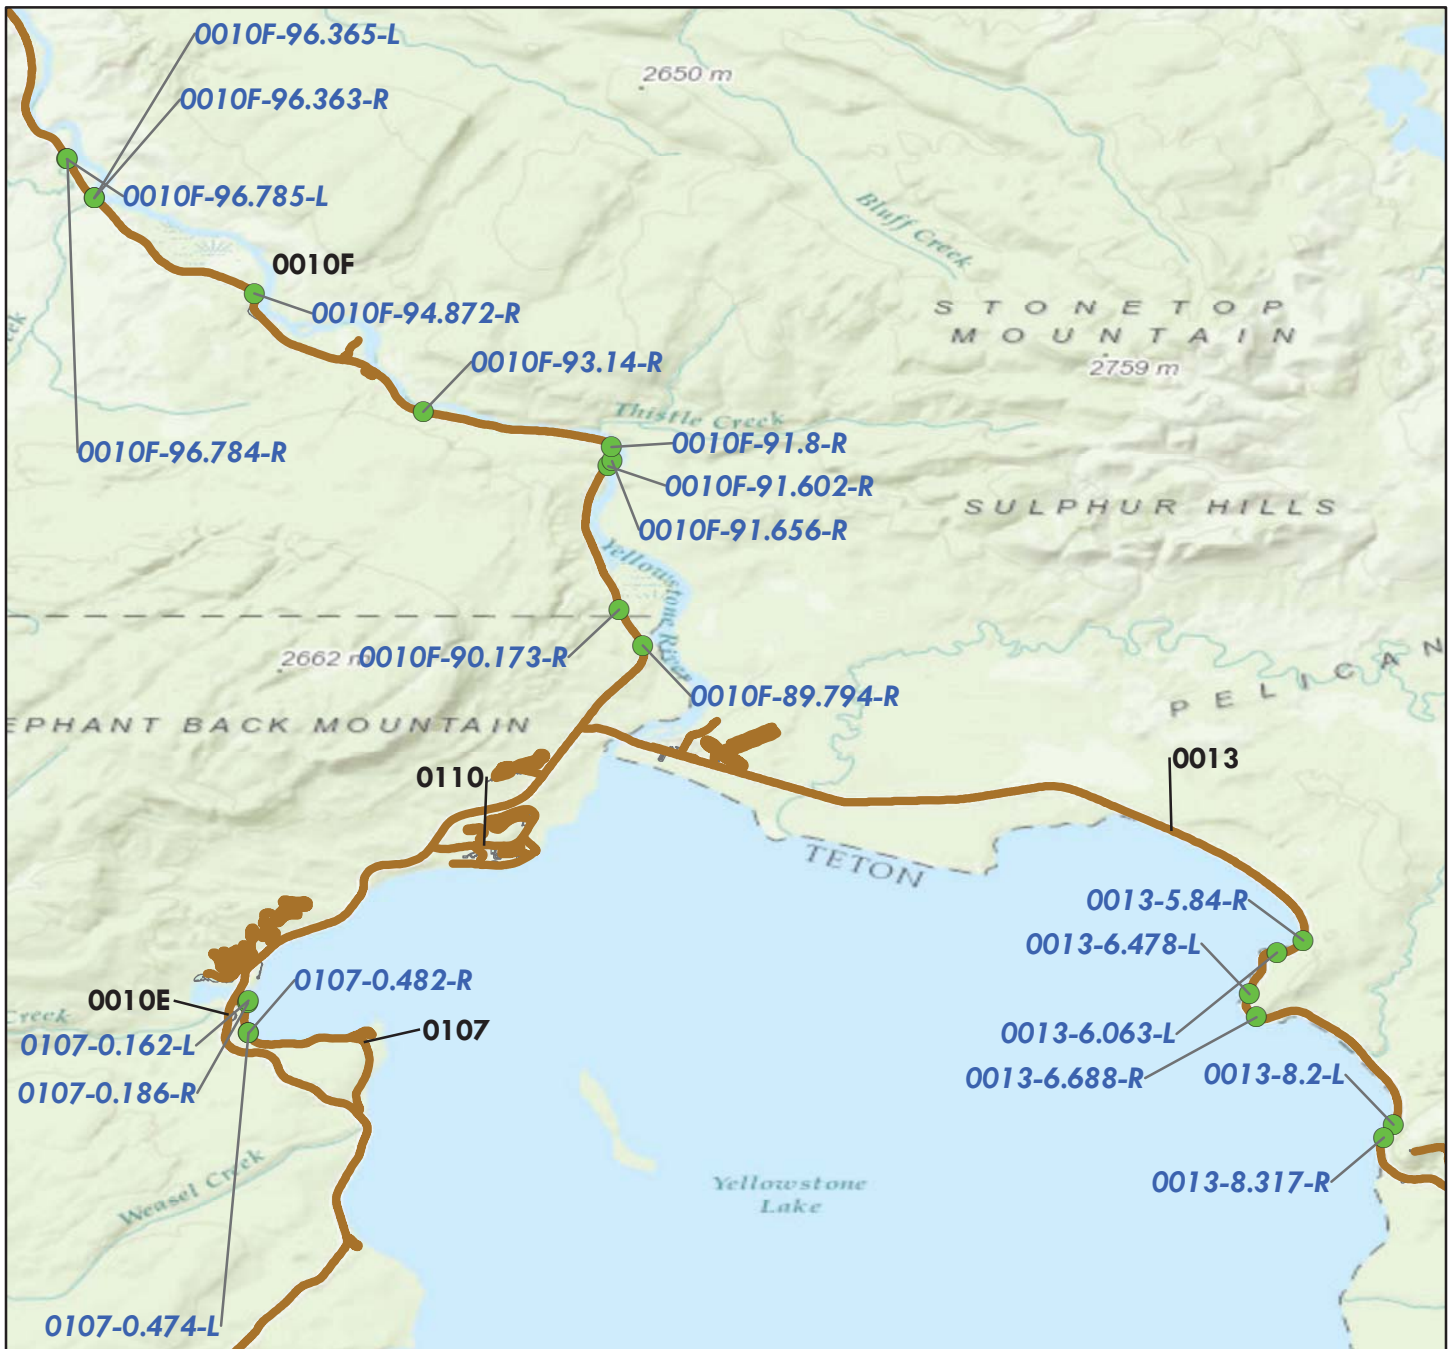 0010F-96.365-L
2650 m
0010F-96.363-R
0010F-96.785-L
Bluff Creek
0010F
0010F-94.872-R
STONETOP
MOUNTAIN
2759 m
0010F-93.14-R
Thistle Creek
0010F-91.8-R
0010F-96.784-R
0010F-91.602-R
SULPHUR HILLS
0010F-91.656-R
Yellowstone River
2662 m
0010F-90.173-R
0010F-89.794-R
PELICAN
EPHANT BACK MOUNTAIN
0013
0110
TETON
0013-5.84-R
0013-6.478-L
0107-0.482-R
0010E
Creek
0107
0013-6.063-L
0107-0.162-L
0013-6.688-R
0013-8.2-L
0107-0.186-R
Weasel Creek
Yellowstone
Lake
0013-8.317-R
0107-0.474-L